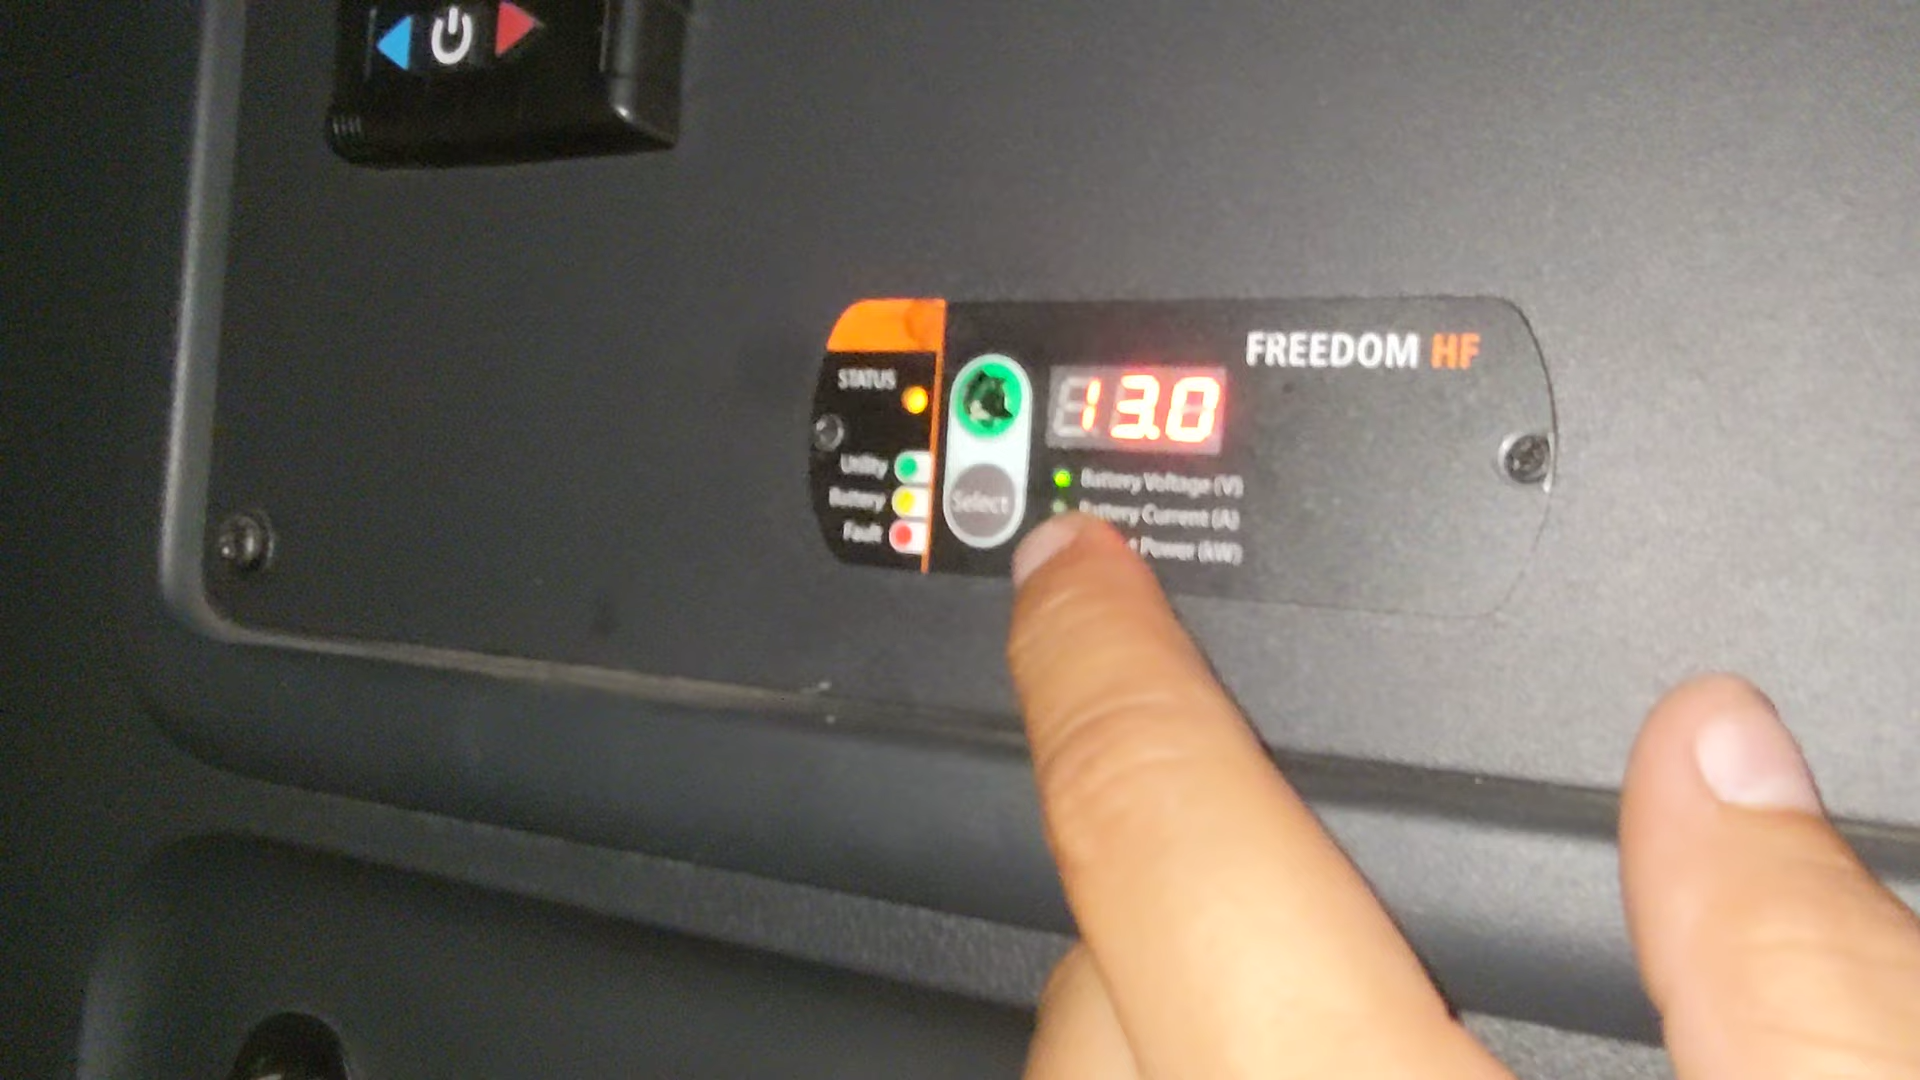 FREEDOM HF
STATUS
13.0
Utility
Battery
Fault
Select
Battery Voltage (V)
Battery Current (A)
Power (kW)